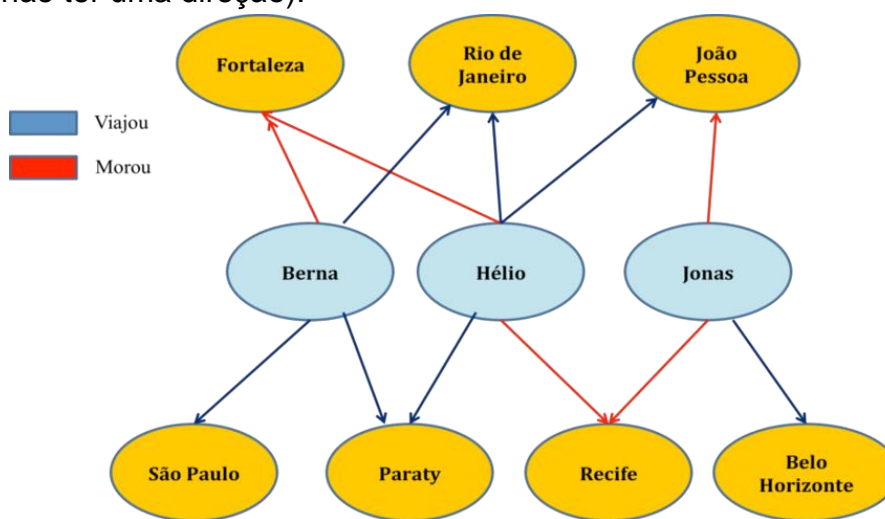 não ter uma direção).
Fortaleza
Rio de
Janeiro
João
Pessoa
Viajou
Morou
Berna
Hélio
Jonas
São Paulo
Paraty
Recife
Belo
Horizonte